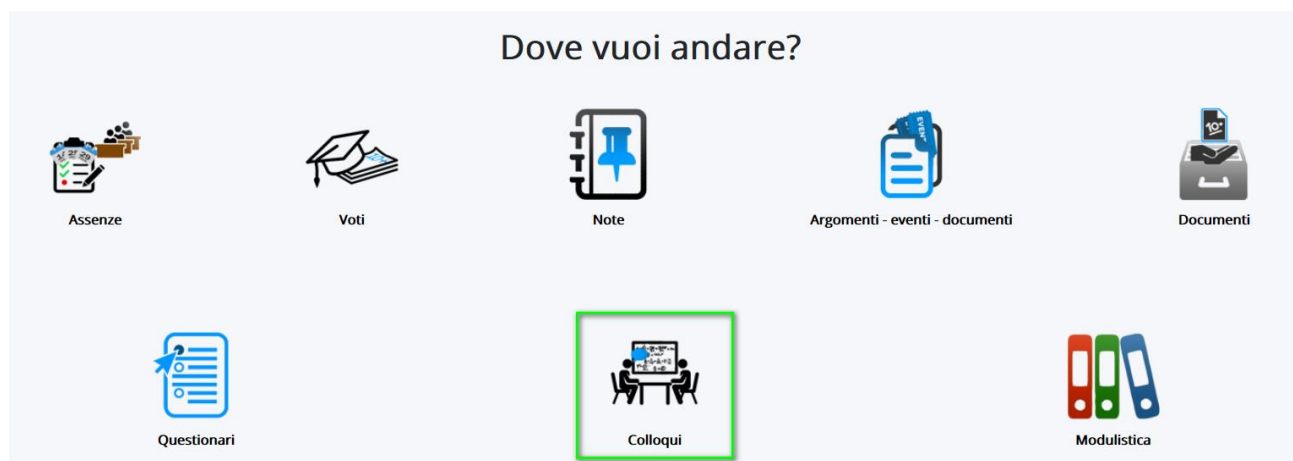 Dove vuoi andare?
Assenze
Voti
Note
Argomenti - eventi - documenti
Documenti
Questionari
Colloqui
Modulistica